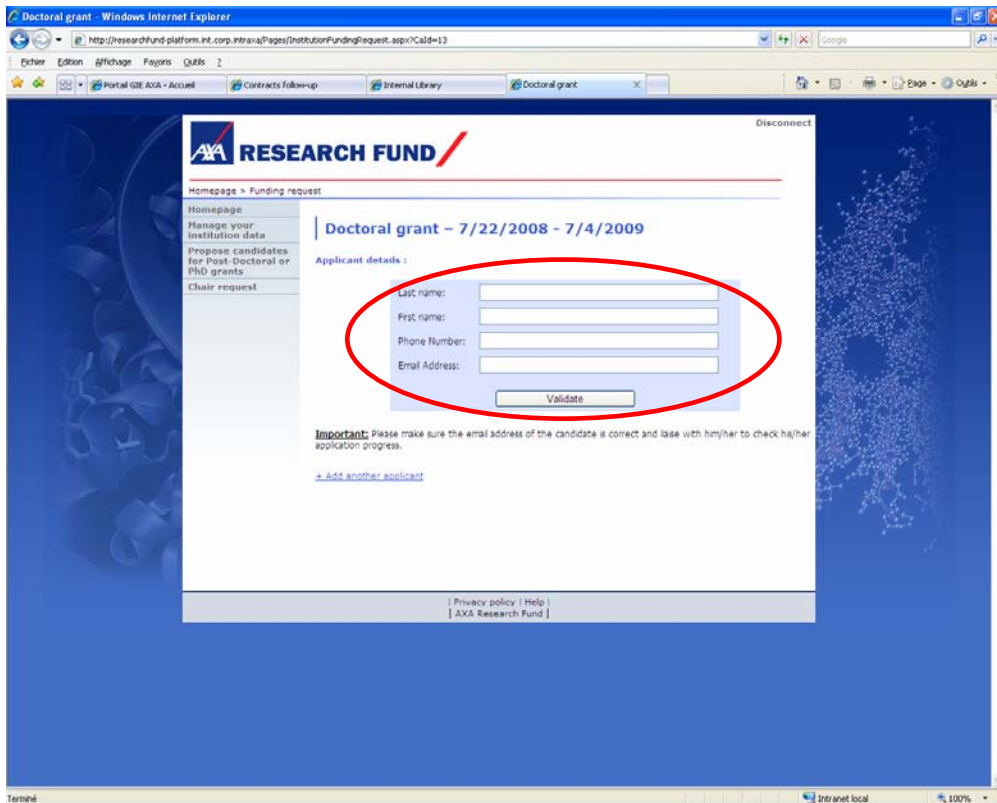 Doctoral grant - Windows Internet Explorer
http://researchfund-platform.int.corp.intraxa/Pages/InstitutionFundingRequest.aspx?CaId=13
Google
Fichier Edition Affichage Favoris Outils ?
Portail GIE AXA - Accueil
Contracts follow-up
Internal Library
Doctoral grant
Page
Outils
Disconnect
AXA RESEARCH FUND
Homepage > Funding request
Homepage
Manage your
institution data
Propose candidates
for Post-Doctoral or
PhD grants
Chair request
Doctoral grant – 7/22/2008 - 7/4/2009
Applicant details :
Last name:
First name:
Phone Number:
Email Address:
Validate
Important: Please make sure the email address of the candidate is correct and laise with him/her to check his/her
application progress.
+ Add another applicant
| Privacy policy | Help |
| AXA Research Fund |
Terminé
Intranet local
100%